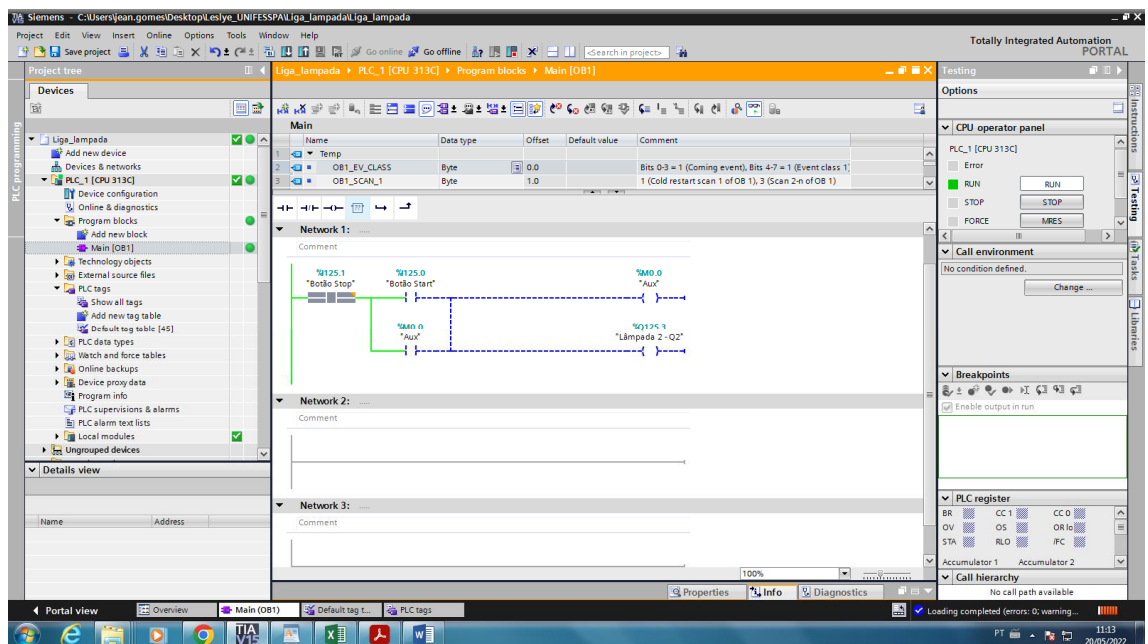 Siemens - C:\Users\jean.gomes\Desktop\Leslye_UNIFESSPA\Liga_lampada\Liga_lampada
Project Edit View Insert Online Options Tools Window Help
Totally Integrated Automation
PORTAL
Save project Go online Go offline <Search in project>
Project tree
Liga_lampada PLC_1 [CPU 313C] Program blocks Main [OB1]
Testing
Devices
Options
PLC programming
Liga_lampada
Add new device
Devices & networks
PLC_1 [CPU 313C]
Device configuration
Online & diagnostics
Program blocks
Add new block
Main [OB1]
Technology objects
External source files
PLC tags
Show all tags
Add new tag table
Default tag table [45]
PLC data types
Watch and force tables
Online backups
Device proxy data
Program info
PLC supervisions & alarms
PLC alarm text lists
Local modules
Ungrouped devices
Details view
Name Address
Main
Name Data type Offset Default value Comment
1 Temp
2 OB1_EV_CLASS Byte 0.0 Bits 0-3 = 1 (Coming event), Bits 4-7 = 1 (Event class 1)
3 OB1_SCAN_1 Byte 1.0 1 (Cold restart scan 1 of OB 1), 3 (Scan 2-n of OB 1)
Network 1: .....
Comment
%I125.1 %I125.0 %M0.0
"Botão Stop" "Botão Start" "Aux"
%M0.0 %Q125.3
"Aux" "Lâmpada 2 - Q2"
Network 2: .....
Comment
Network 3: .....
Comment
100%
Properties Info Diagnostics
CPU operator panel
PLC_1 [CPU 313C]
Error
RUN RUN
STOP STOP
FORCE MRES
Call environment
No condition defined.
Change ...
Breakpoints
Enable output in run
PLC register
BR CC 1 CC 0
OV OS OR lo
STA RLO /FC
Accumulator 1 Accumulator 2
Call hierarchy
No call path available
Instructions
Testing
Tasks
Libraries
Portal view Overview Main (OB1) Default tag t... PLC tags
Loading completed (errors: 0; warning...
TIA V15
PT 11:13
20/05/2022